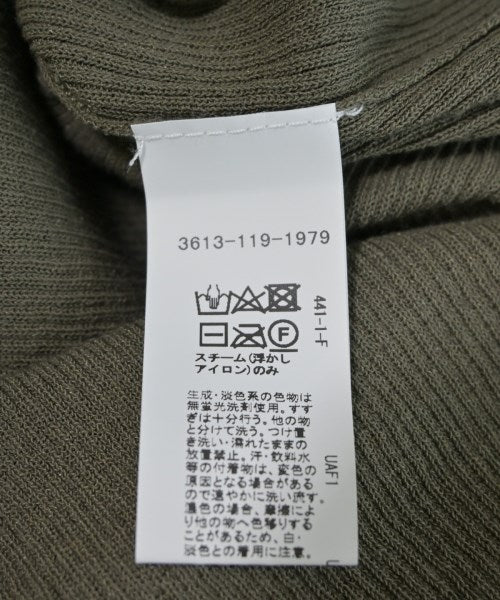 3613-119-1979
441-I-F
F
スチーム(浮かし
アイロン)のみ
生成・淡色系の色物は
無蛍光洗剤使用。すす
ぎは十分行う。他の物
と分けて洗う。つけ置
き洗い・濡れたままの
放置禁止。汗・飲料水
等の付着物は、変色の
原因となる場合がある
ので速やかに洗い流す。
濃色の場合、摩擦によ
り他の物へ色移りする
ことがあるため、白・
淡色との着用に注意。
UAF1